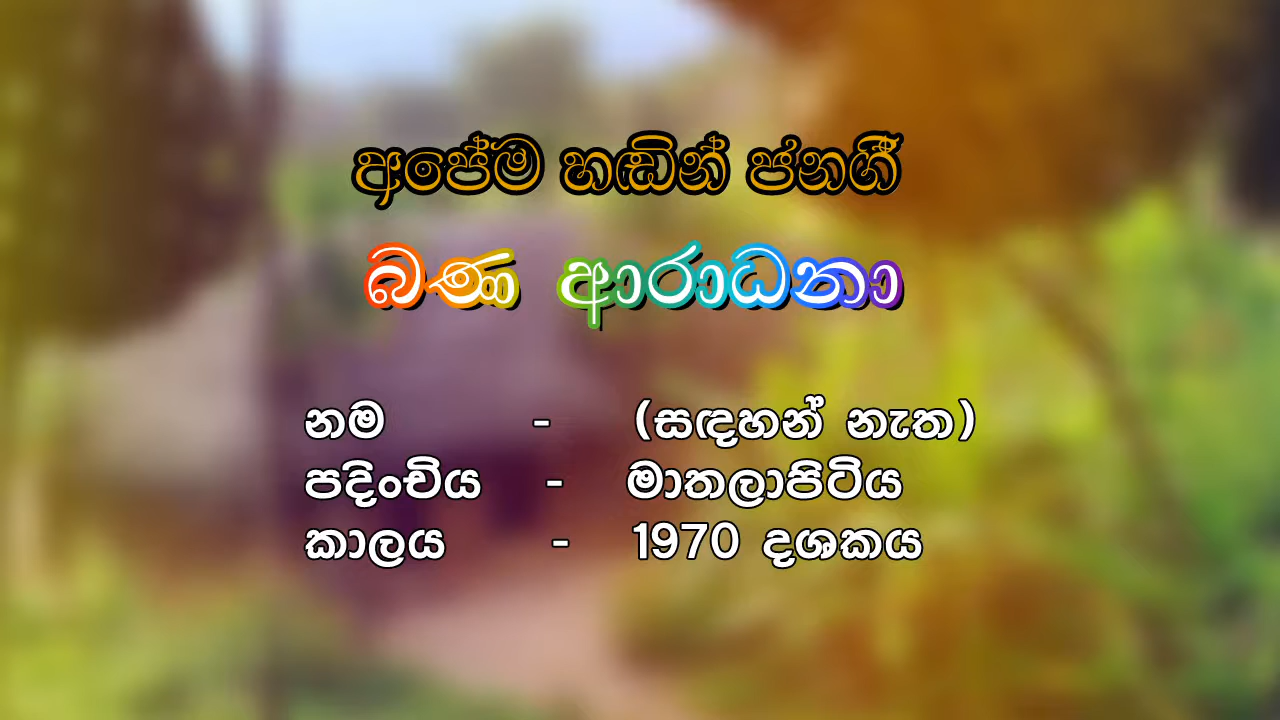 අපේම හඬින් ජනගී
බණ ආරාධනා
නම - (සඳහන් නැත)
පදිංචිය - මාතලාපිටිය
කාලය - 1970 දශකය